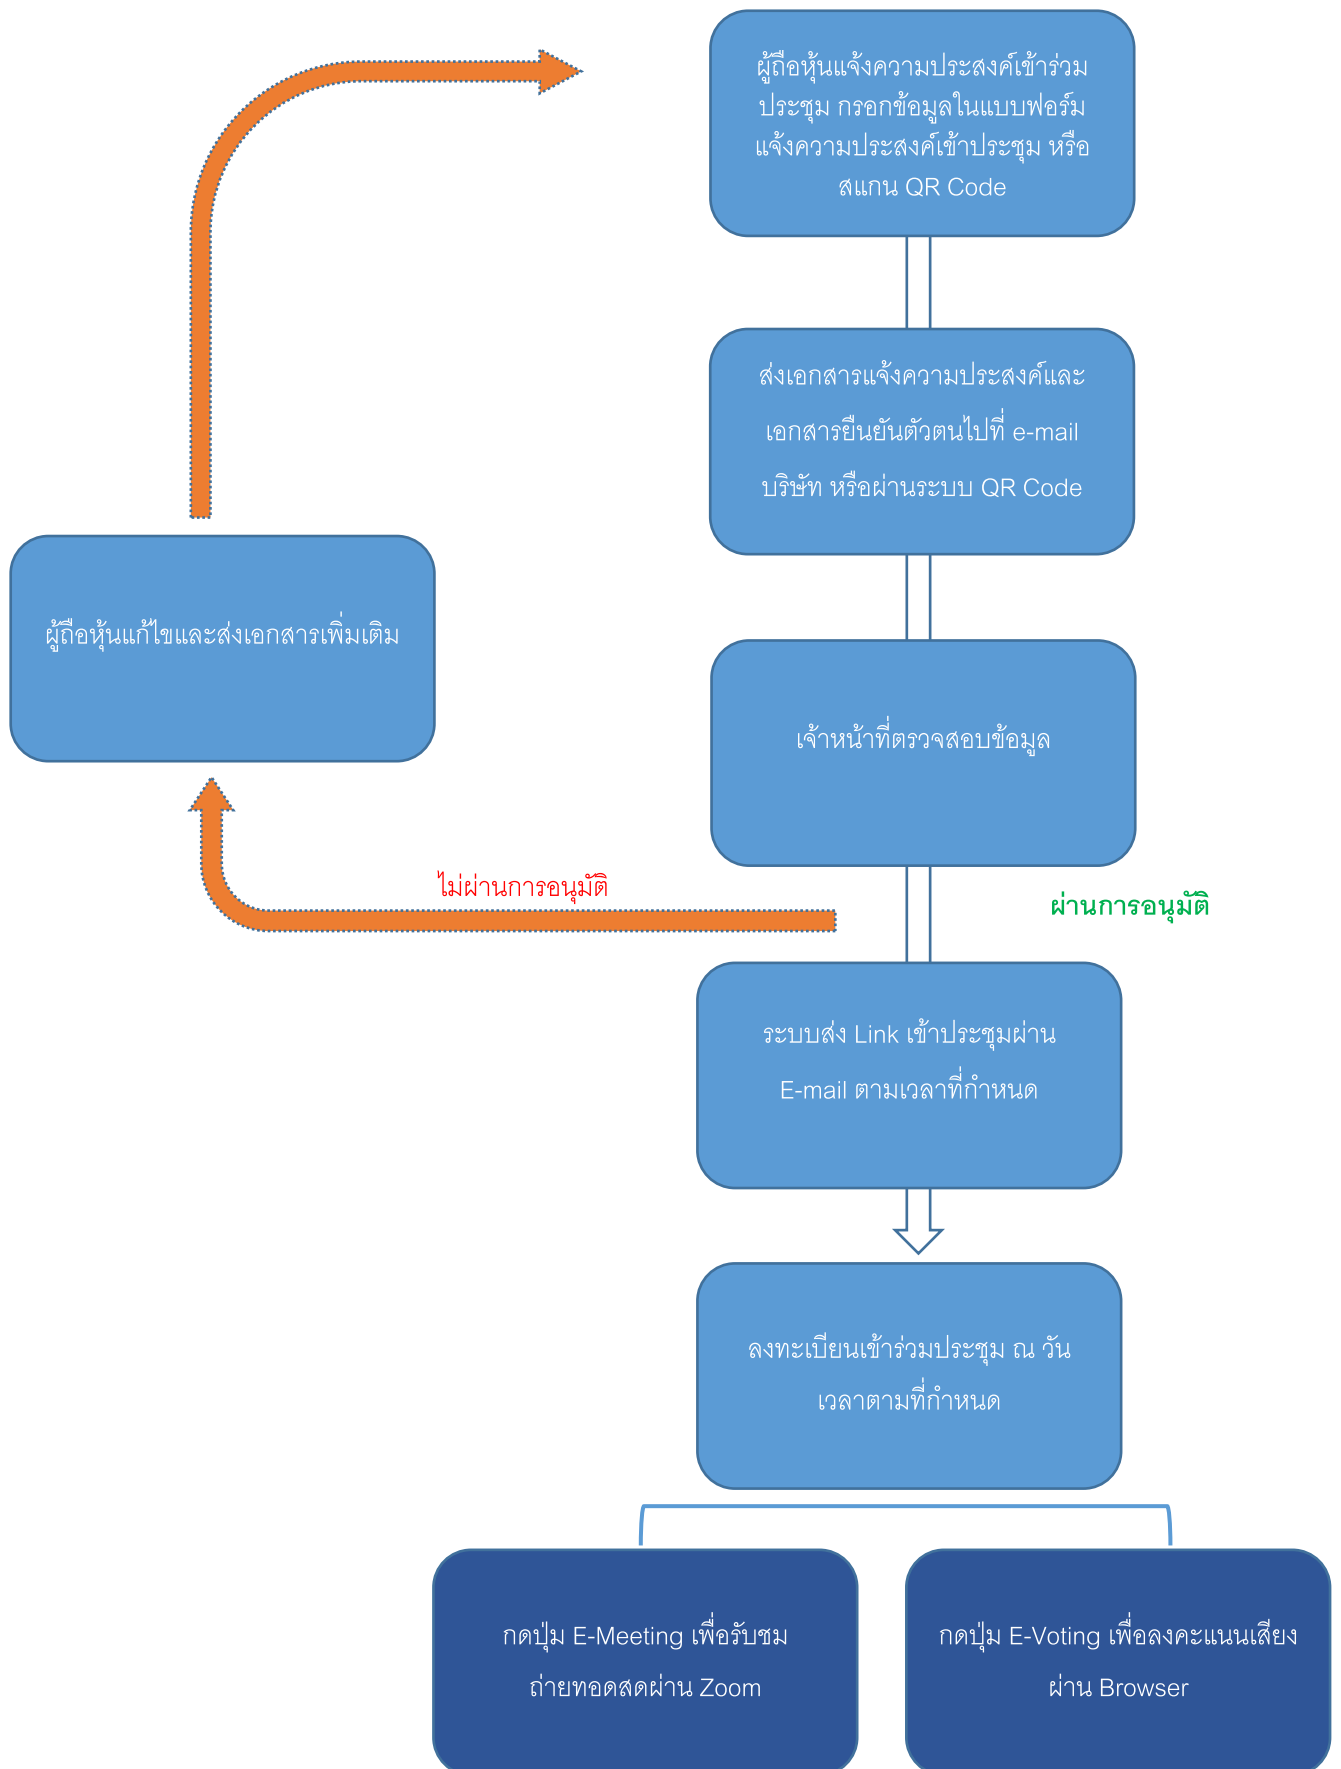 ผู้ถือหุ้นแจ้งความประสงค์เข้าร่วม
ประชุม กรอกข้อมูลในแบบฟอร์ม
แจ้งความประสงค์เข้าประชุม หรือ
สแกน QR Code
ส่งเอกสารแจ้งความประสงค์และ
เอกสารยืนยันตัวตนไปที่ e-mail
บริษัท หรือผ่านระบบ QR Code
ผู้ถือหุ้นแก้ไขและส่งเอกสารเพิ่มเติม
เจ้าหน้าที่ตรวจสอบข้อมูล
ไม่ผ่านการอนุมัติ
ผ่านการอนุมัติ
ระบบส่ง Link เข้าประชุมผ่าน
E-mail ตามเวลาที่กำหนด
ลงทะเบียนเข้าร่วมประชุม ณ วัน
เวลาตามที่กำหนด
กดปุ่ม E-Meeting เพื่อรับชม
ถ่ายทอดสดผ่าน Zoom
กดปุ่ม E-Voting เพื่อลงคะแนนเสียง
ผ่าน Browser